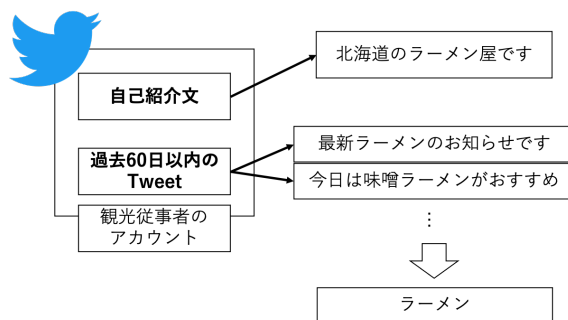 自己紹介文
北海道のラーメン屋です
過去60日以内の
Tweet
最新ラーメンのお知らせです
今日は味噌ラーメンがおすすめ
観光従事者の
アカウント
⋮
ラーメン